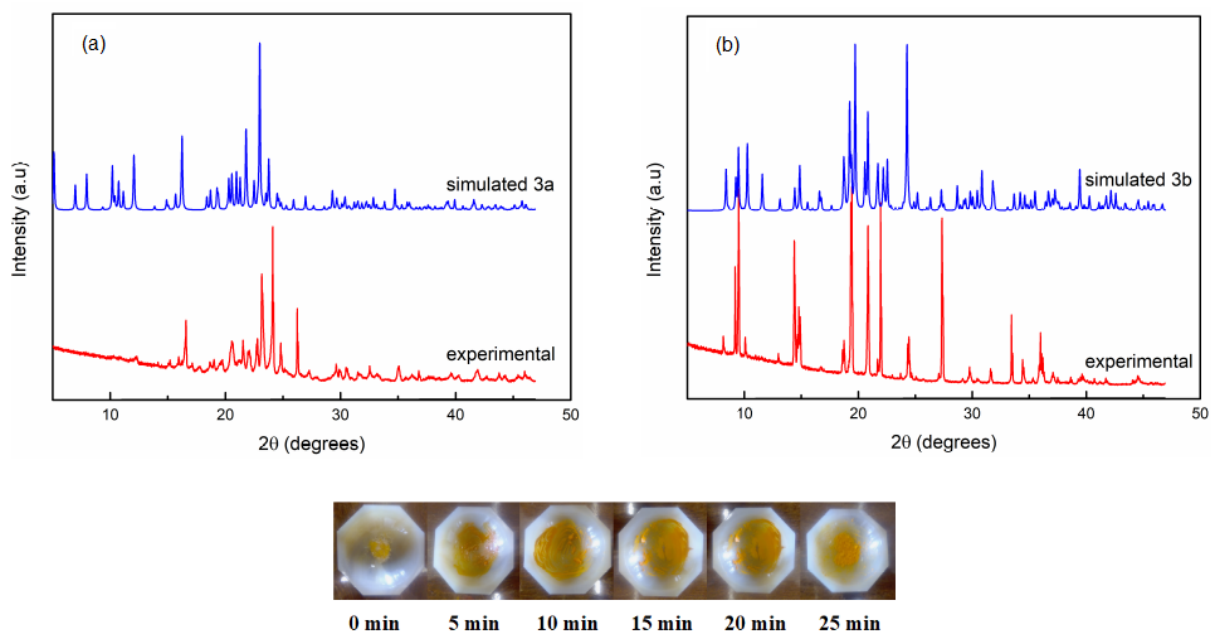 (a)
Intensity (a.u}
simulated 3a
experimental
10 20 30 40 50
2θ (degrees)
(b)
Intensity (a.u)
simulated 3b
experimental
10 20 30 40 50
2θ (degrees)
0 min 5 min 10 min 15 min 20 min 25 min